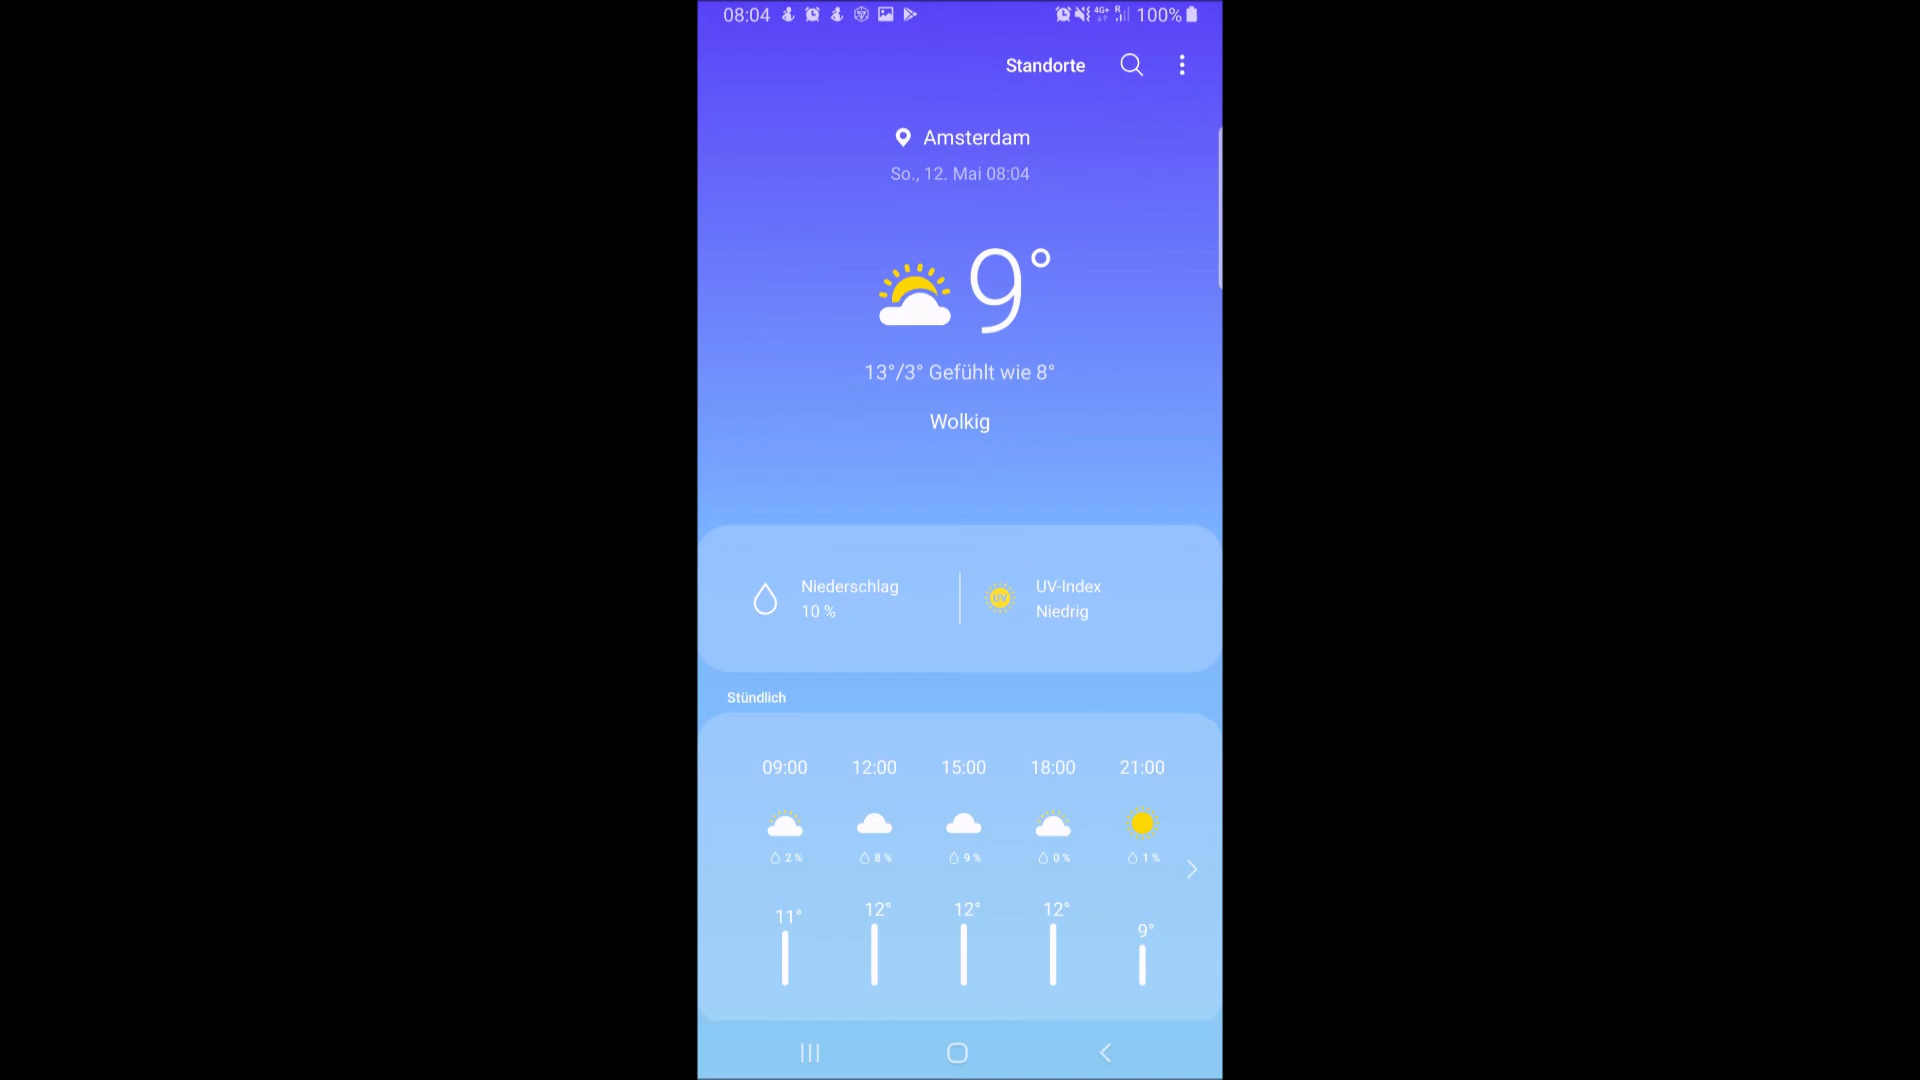 08:04 4G+ R 100%
Standorte
Amsterdam
So., 12. Mai 08:04
9°
13°/3° Gefühlt wie 8°
Wolkig
Niederschlag
10 %
UV
UV-Index
Niedrig
Stündlich
09:00 12:00 15:00 18:00 21:00
2 % 8 % 9 % 0 % 1 %
11° 12° 12° 12° 9°